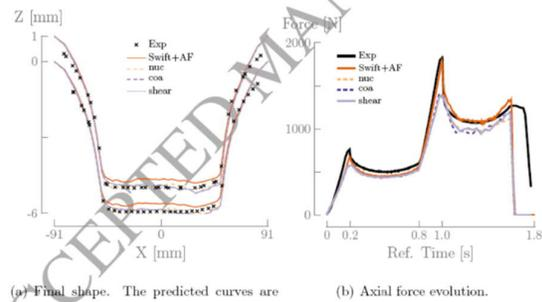 Z [mm]
1
0
-6
-91
0
91
X [mm]
Exp
Swift+AF
nuc
coa
shear
Force [N]
2000
1000
0
0
0.2
0.8
1.0
1.8
Ref. Time [s]
Exp
Swift+AF
nuc
coa
shear
(a) Final shape. The predicted curves are
(b) Axial force evolution.
CEPTED MA